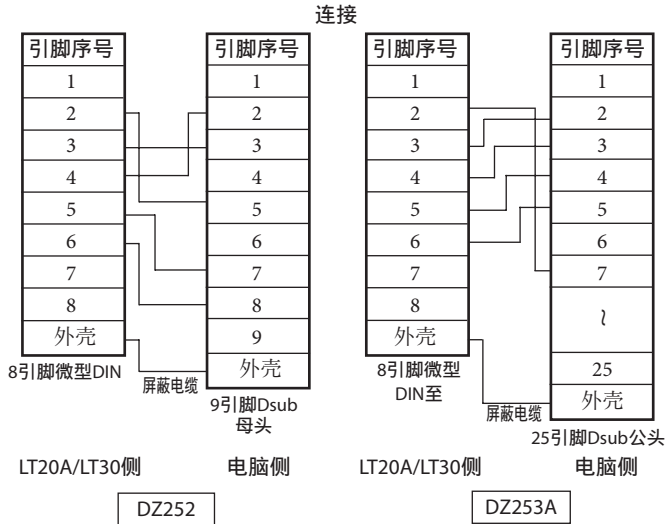 连接
引脚序号
1
2
3
4
5
6
7
8
外壳
8引脚微型DIN
引脚序号
1
2
3
4
5
6
7
8
9
外壳
9引脚Dsub
母头
屏蔽电缆
LT20A/LT30侧
电脑侧
DZ252
引脚序号
1
2
3
4
5
6
7
8
外壳
8引脚微型
DIN至
引脚序号
1
2
3
4
5
6
7
~
25
外壳
25引脚Dsub公头
屏蔽电缆
LT20A/LT30侧
电脑侧
DZ253A